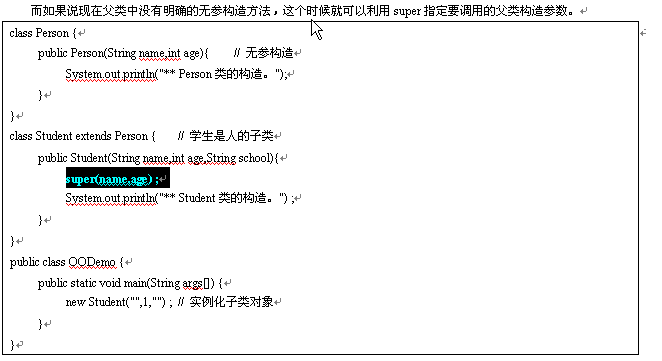 而如果说现在父类中没有明确的无参构造方法，这个时候就可以利用 super 指定要调用的父类构造参数。
class Person {
public Person(String name,int age){ // 无参构造
System.out.println("** Person 类的构造。");
}
}
class Student extends Person { // 学生是人的子类
public Student(String name,int age,String school){
super(name,age) ;
System.out.println("** Student 类的构造。") ;
}
}
public class OODemo {
public static void main(String args[]) {
new Student("",1,"") ; // 实例化子类对象
}
}